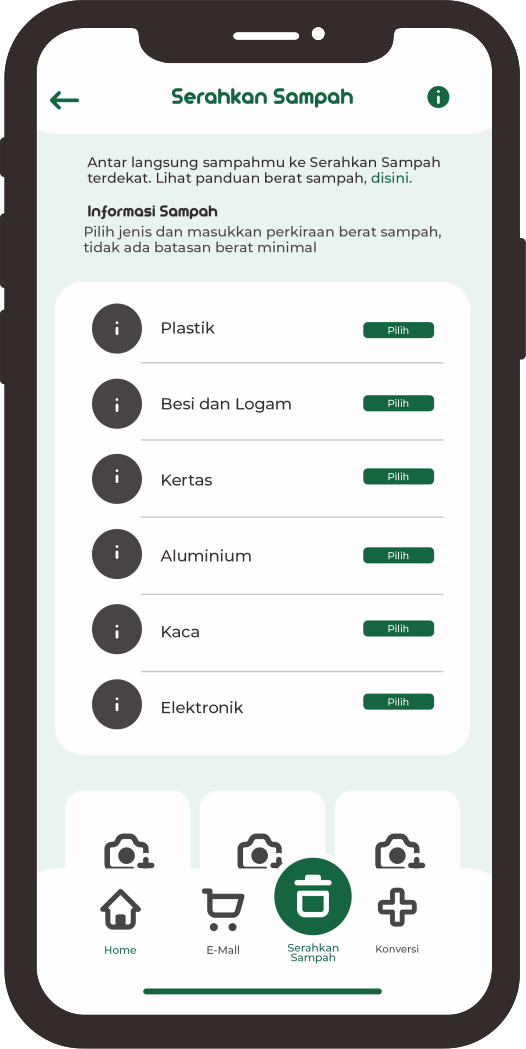 Serahkan Sampah
Antar langsung sampahmu ke Serahkan Sampah
terdekat. Lihat panduan berat sampah, disini.
Informasi Sampah
Pilih jenis dan masukkan perkiraan berat sampah,
tidak ada batasan berat minimal
Plastik Pilih
Besi dan Logam Pilih
Kertas Pilih
Aluminium Pilih
Kaca Pilih
Elektronik Pilih
Home
E-Mall
Serahkan
Sampah
Konversi